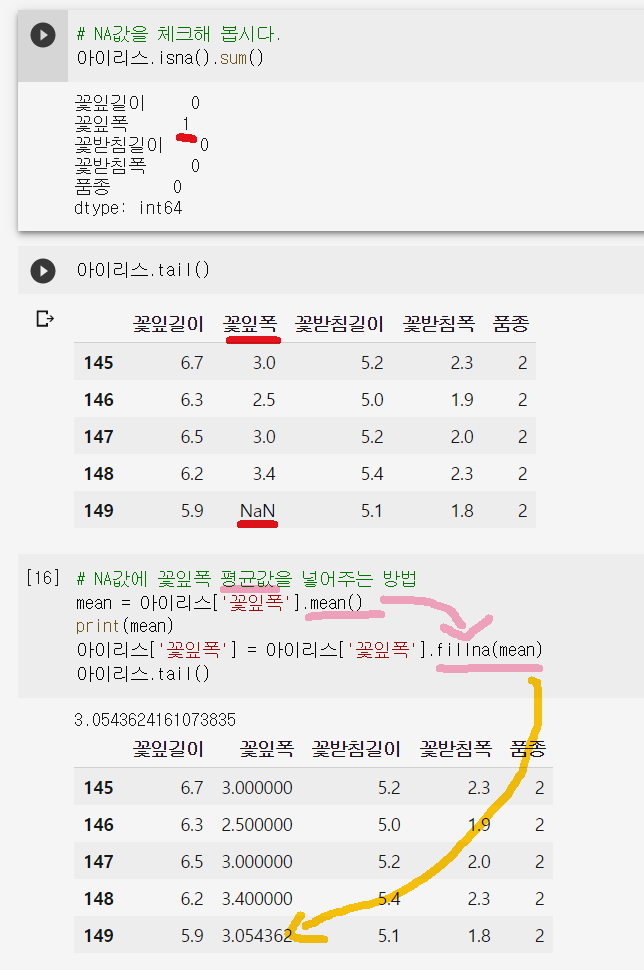 # NA값을 체크해 봅시다.
아이리스.isna().sum()
꽃잎길이 0
꽃잎폭 1
꽃받침길이 0
꽃받침폭 0
품종 0
dtype: int64
아이리스.tail()
꽃잎길이 꽃잎폭 꽃받침길이 꽃받침폭 품종
145 6.7 3.0 5.2 2.3 2
146 6.3 2.5 5.0 1.9 2
147 6.5 3.0 5.2 2.0 2
148 6.2 3.4 5.4 2.3 2
149 5.9 NaN 5.1 1.8 2
[16] # NA값에 꽃잎폭 평균값을 넣어주는 방법
mean = 아이리스['꽃잎폭'].mean()
print(mean)
아이리스['꽃잎폭'] = 아이리스['꽃잎폭'].fillna(mean)
아이리스.tail()
3.0543624161073835
꽃잎길이 꽃잎폭 꽃받침길이 꽃받침폭 품종
145 6.7 3.000000 5.2 2.3 2
146 6.3 2.500000 5.0 1.9 2
147 6.5 3.000000 5.2 2.0 2
148 6.2 3.400000 5.4 2.3 2
149 5.9 3.054362 5.1 1.8 2